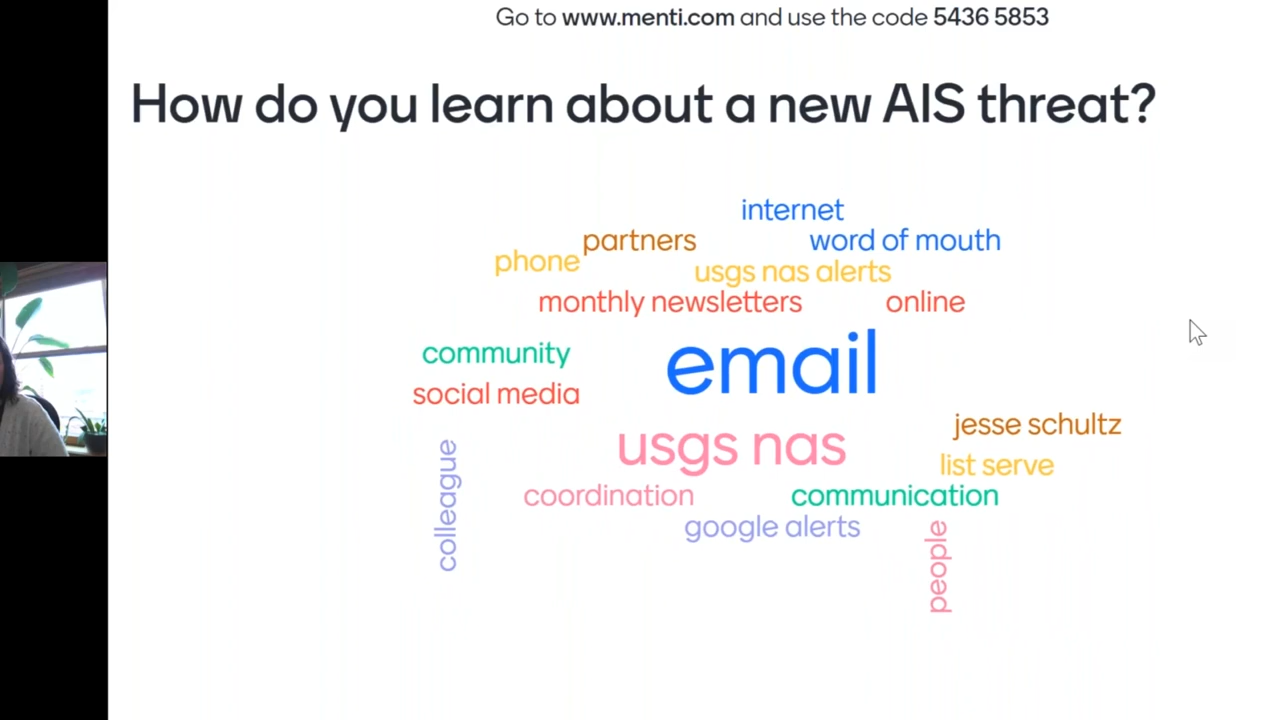 Go to www.menti.com and use the code 5436 5853
How do you learn about a new AIS threat?
internet
partners
word of mouth
phone
usgs nas alerts
monthly newsletters
online
community
email
social media
jesse schultz
usgs nas
list serve
colleague
coordination
communication
google alerts
people